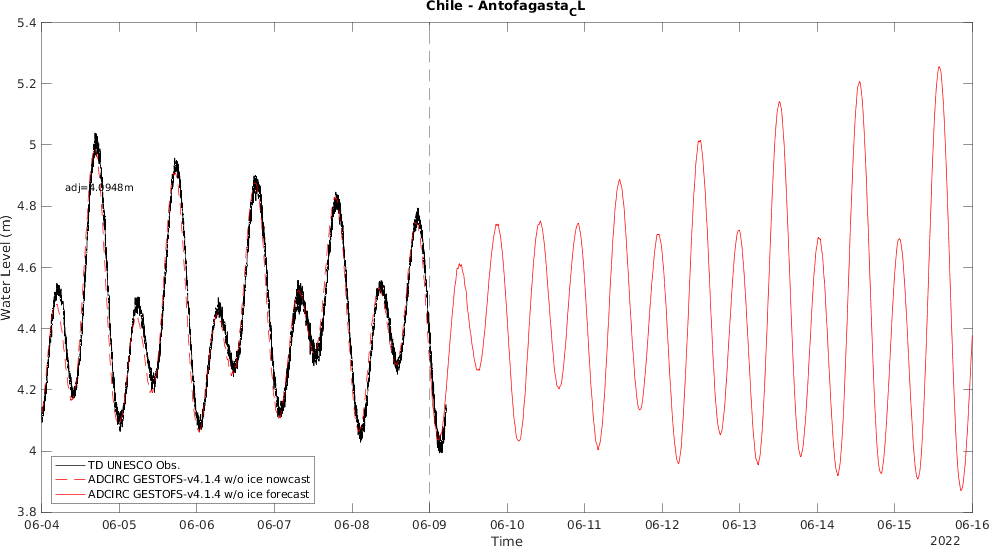 Chile - Antofagasta_CL
5.4
5.2
5
4.8
4.6
4.4
4.2
4
3.8
Water Level (m)
adj=4.0948m
TD UNESCO Obs.
ADCIRC GESTOFS-v4.1.4 w/o ice nowcast
ADCIRC GESTOFS-v4.1.4 w/o ice forecast
06-04 06-05 06-06 06-07 06-08 06-09 06-10 06-11 06-12 06-13 06-14 06-15 06-16
Time
2022